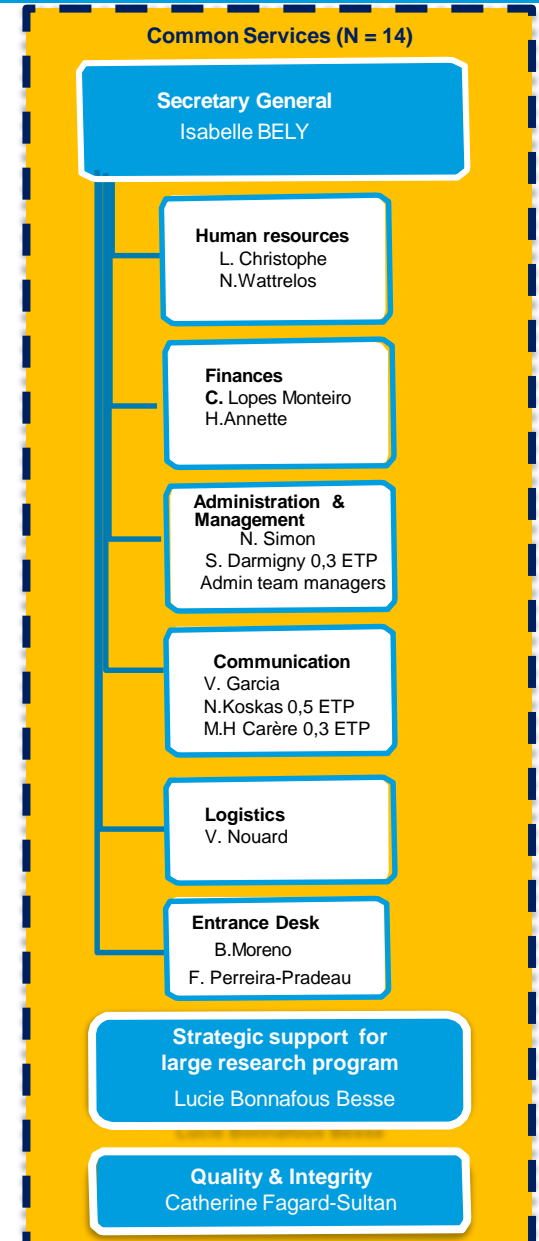 Common Services (N = 14)
Secretary General
Isabelle BELY
Human resources
L. Christophe
N.Wattrelos
Finances
C. Lopes Monteiro
H.Annette
Administration &
Management
N. Simon
S. Darmigny 0,3 ETP
Admin team managers
Communication
V. Garcia
N.Koskas 0,5 ETP
M.H Carère 0,3 ETP
Logistics
V. Nouard
Entrance Desk
B.Moreno
F. Perreira-Pradeau
Strategic support for
large research program
Lucie Bonnafous Besse
Quality & Integrity
Catherine Fagard-Sultan